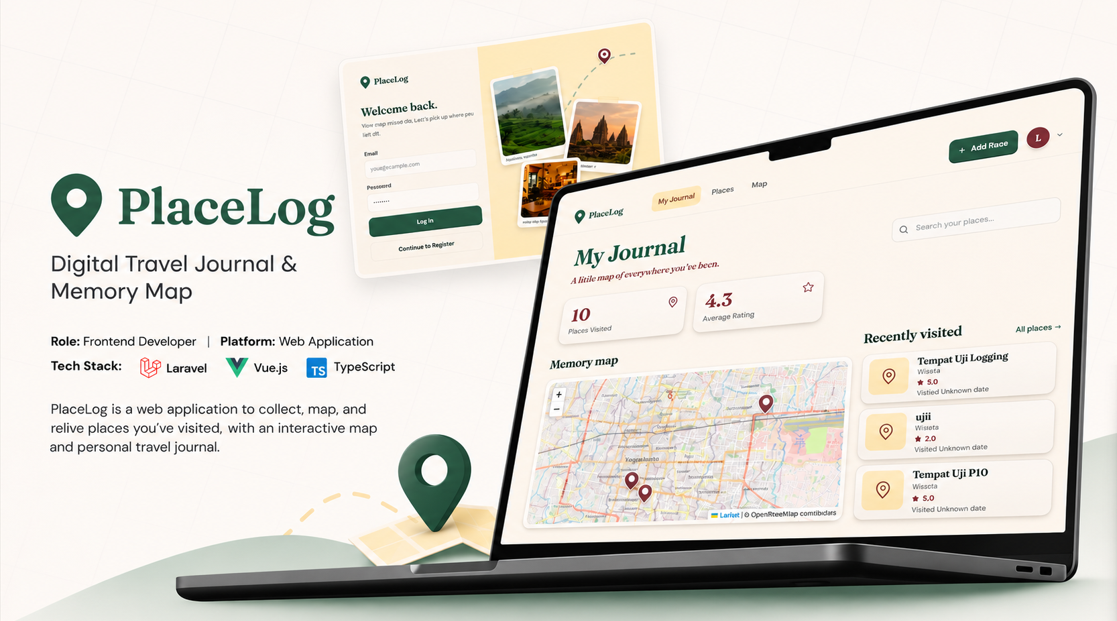 PlaceLog
Digital Travel Journal &
Memory Map
Role: Frontend Developer | Platform: Web Application
Tech Stack: Laravel Vue.js TS TypeScript
PlaceLog is a web application to collect, map, and
relive places you've visited, with an interactive map
and personal travel journal.
PlaceLog
Welcome back.
Email
Password
••••••••
Log in
Continue to Register
PlaceLog
My Journal
Places
Map
+ Add Race
L
Search your places...
My Journal
A litile map of everywhere you've been.
10
Places Visited
4.3
Average Rating
Memory map
+
−
Recently visited
All places →
Tempat Uji Logging
5.0
Visited Unknown date
ujii
2.0
Visited Unknown date
Tempat Uji P10
5.0
Visited Unknown date